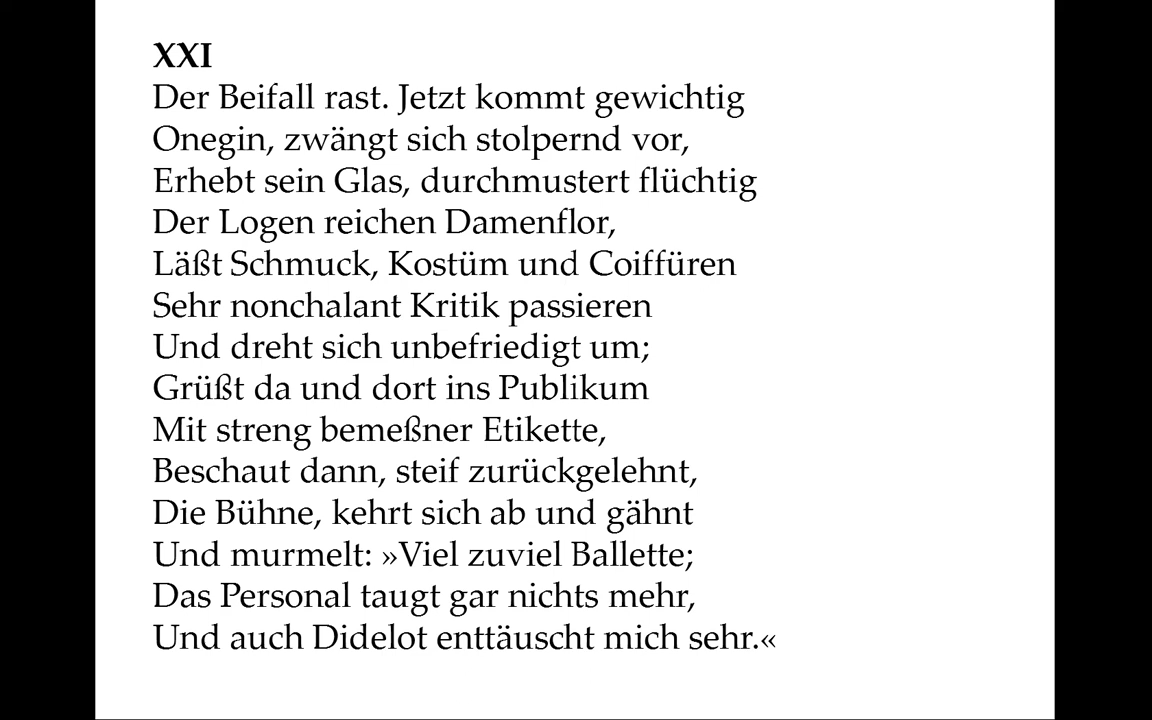 XXI
Der Beifall rast. Jetzt kommt gewichtig
Onegin, zwängt sich stolpernd vor,
Erhebt sein Glas, durchmustert flüchtig
Der Logen reichen Damenflor,
Läßt Schmuck, Kostüm und Coiffüren
Sehr nonchalant Kritik passieren
Und dreht sich unbefriedigt um;
Grüßt da und dort ins Publikum
Mit streng bemeßner Etikette,
Beschaut dann, steif zurückgelehnt,
Die Bühne, kehrt sich ab und gähnt
Und murmelt: »Viel zuviel Ballette;
Das Personal taugt gar nichts mehr,
Und auch Didelot enttäuscht mich sehr.«